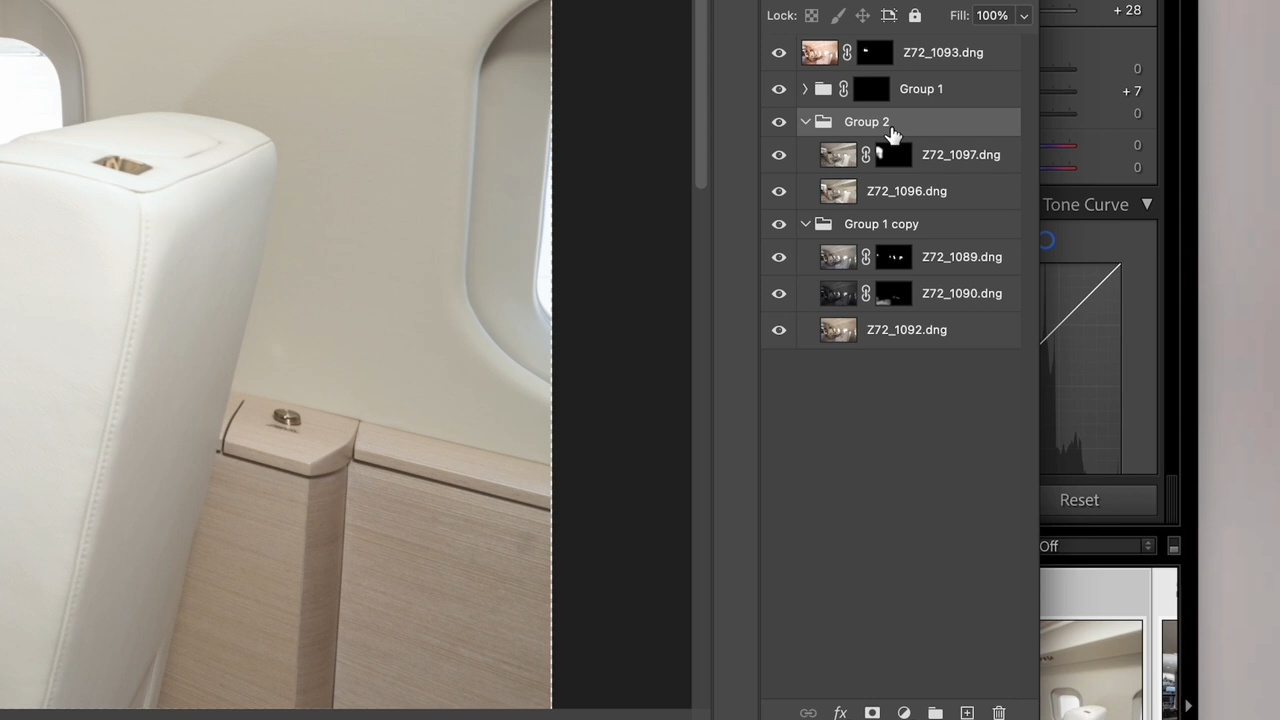 Lock: Fill: 100%
+ 28
Z72_1093.dng
0
Group 1
+ 7
0
Group 2
0
Z72_1097.dng
0
Z72_1096.dng
Tone Curve
Group 1 copy
Z72_1089.dng
Z72_1090.dng
Z72_1092.dng
Reset
Off
fx